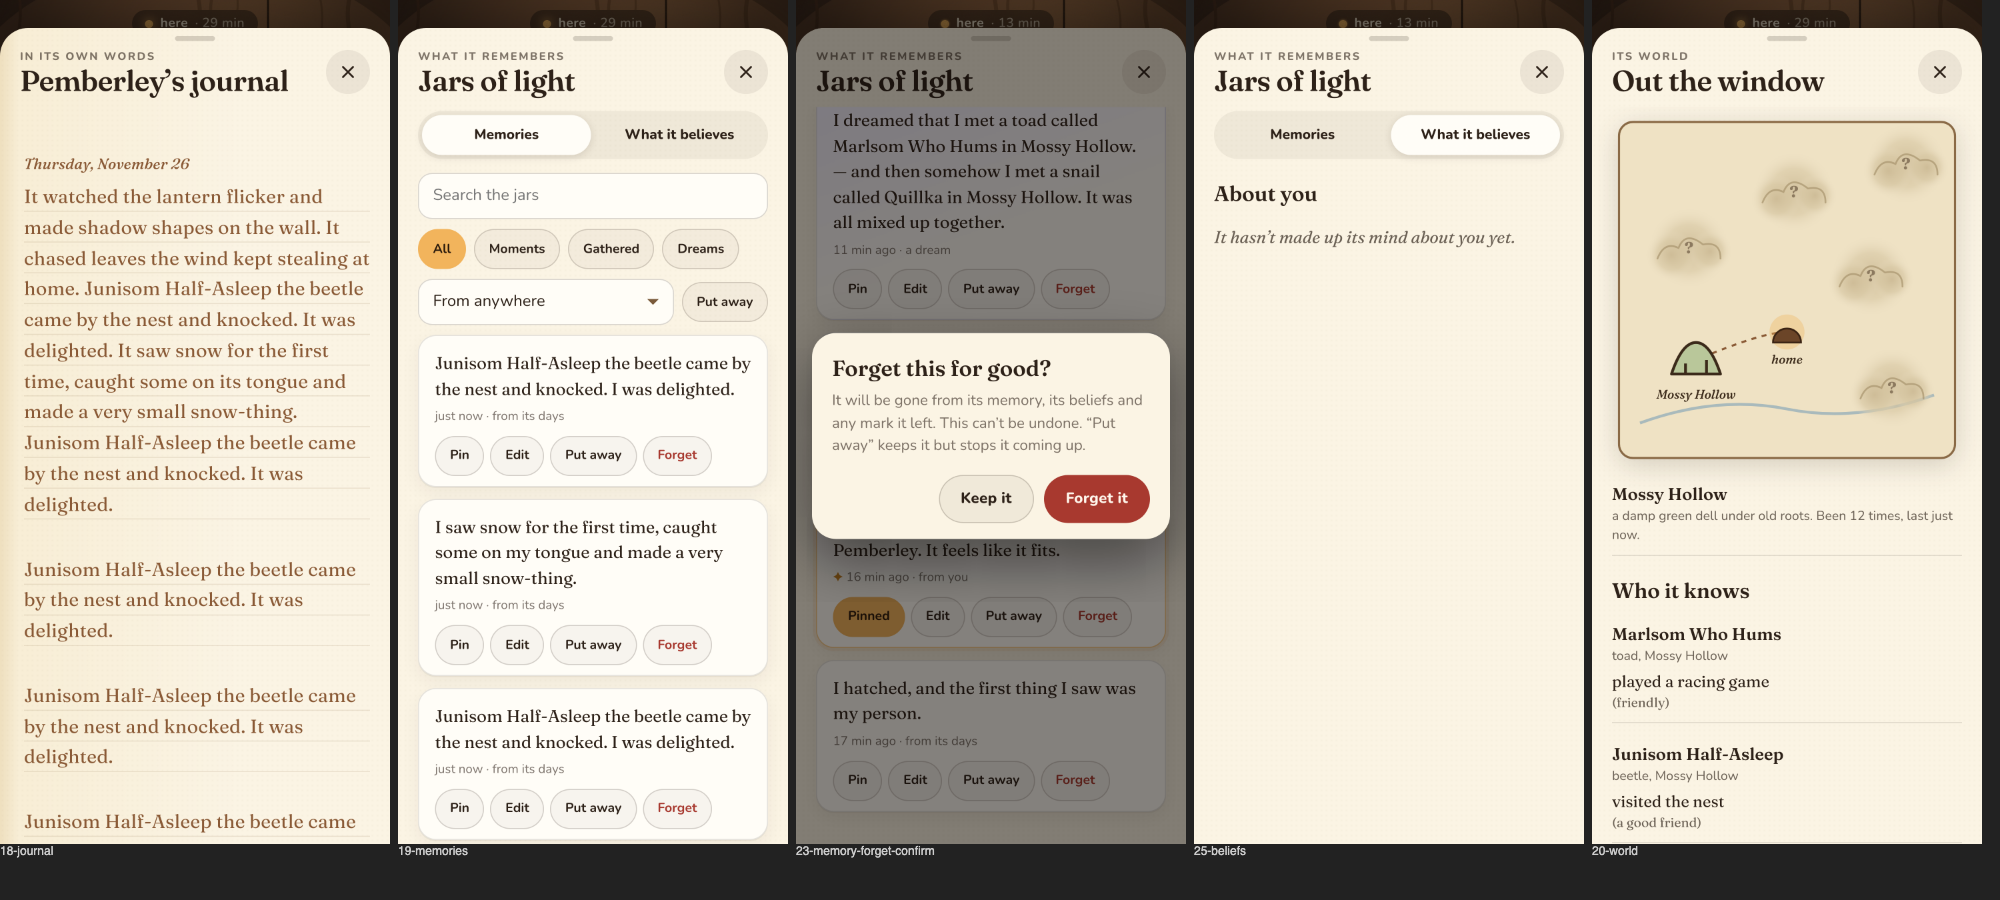 here · 29 min
IN ITS OWN WORDS
Pemberley's journal
Thursday, November 26
It watched the lantern flicker and
made shadow shapes on the wall. It
chased leaves the wind kept stealing at
home. Junisom Half-Asleep the beetle
came by the nest and knocked. It was
delighted. It saw snow for the first
time, caught some on its tongue and
made a very small snow-thing.
Junisom Half-Asleep the beetle came
by the nest and knocked. It was
delighted.
Junisom Half-Asleep the beetle came
by the nest and knocked. It was
delighted.
Junisom Half-Asleep the beetle came
by the nest and knocked. It was
delighted.
Junisom Half-Asleep the beetle came
18-journal
here · 29 min
WHAT IT REMEMBERS
Jars of light
Memories
What it believes
Search the jars
All
Moments
Gathered
Dreams
From anywhere
Put away
Junisom Half-Asleep the beetle came by
the nest and knocked. I was delighted.
just now · from its days
Pin
Edit
Put away
Forget
I saw snow for the first time, caught
some on my tongue and made a very
small snow-thing.
just now · from its days
Pin
Edit
Put away
Forget
Junisom Half-Asleep the beetle came by
the nest and knocked. I was delighted.
just now · from its days
Pin
Edit
Put away
Forget
19-memories
here · 13 min
WHAT IT REMEMBERS
Jars of light
I dreamed that I met a toad called
Marlsom Who Hums in Mossy Hollow.
— and then somehow I met a snail
called Quillka in Mossy Hollow. It was
all mixed up together.
11 min ago · a dream
Pin
Edit
Put away
Forget
Forget this for good?
It will be gone from its memory, its beliefs and
any mark it left. This can't be undone. “Put
away” keeps it but stops it coming up.
Keep it
Forget it
Pemberley. It feels like it fits.
16 min ago · from you
Pinned
Edit
Put away
Forget
I hatched, and the first thing I saw was
my person.
17 min ago · from its days
Pin
Edit
Put away
Forget
23-memory-forget-confirm
here · 13 min
WHAT IT REMEMBERS
Jars of light
Memories
What it believes
About you
It hasn't made up its mind about you yet.
25-beliefs
here · 29 min
ITS WORLD
Out the window
?
?
?
?
home
Mossy Hollow
?
Mossy Hollow
a damp green dell under old roots. Been 12 times, last just
now.
Who it knows
Marlsom Who Hums
toad, Mossy Hollow
played a racing game
(friendly)
Junisom Half-Asleep
beetle, Mossy Hollow
visited the nest
(a good friend)
20-world